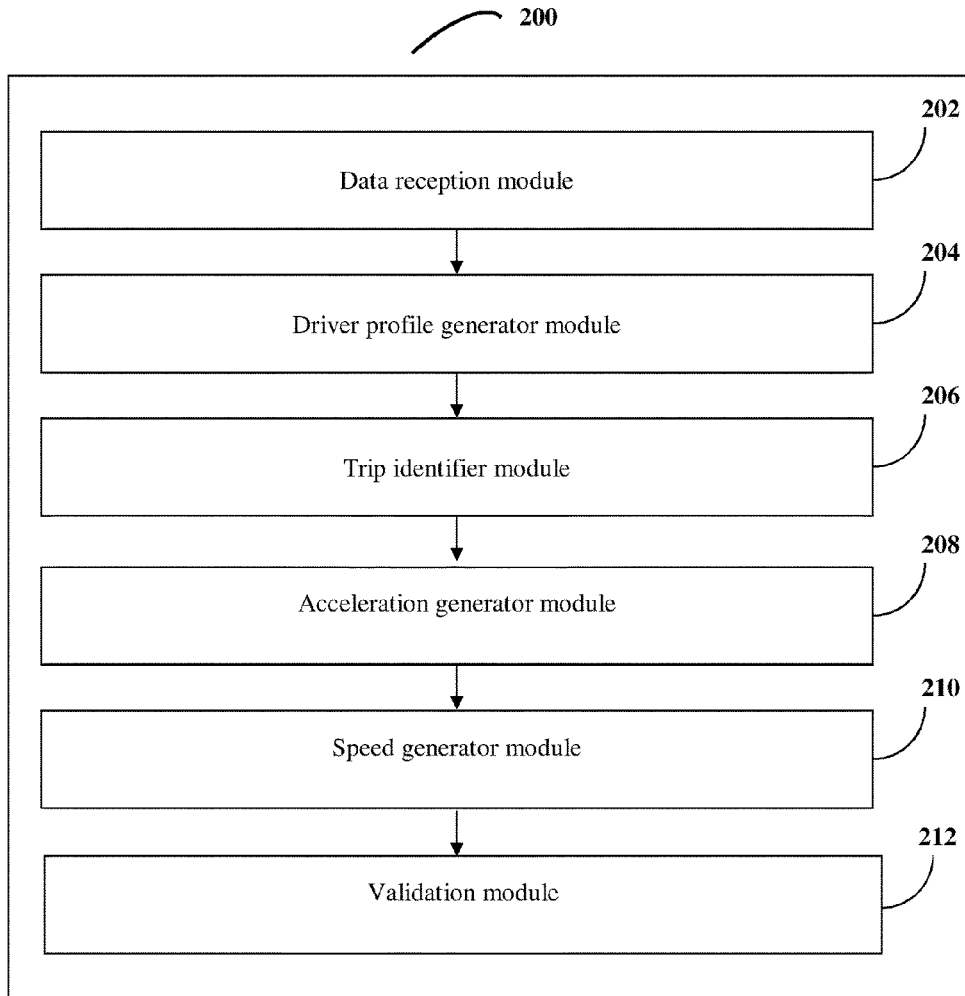 200
202
Data reception module
204
Driver profile generator module
206
Trip identifier module
208
Acceleration generator module
210
Speed generator module
212
Validation module